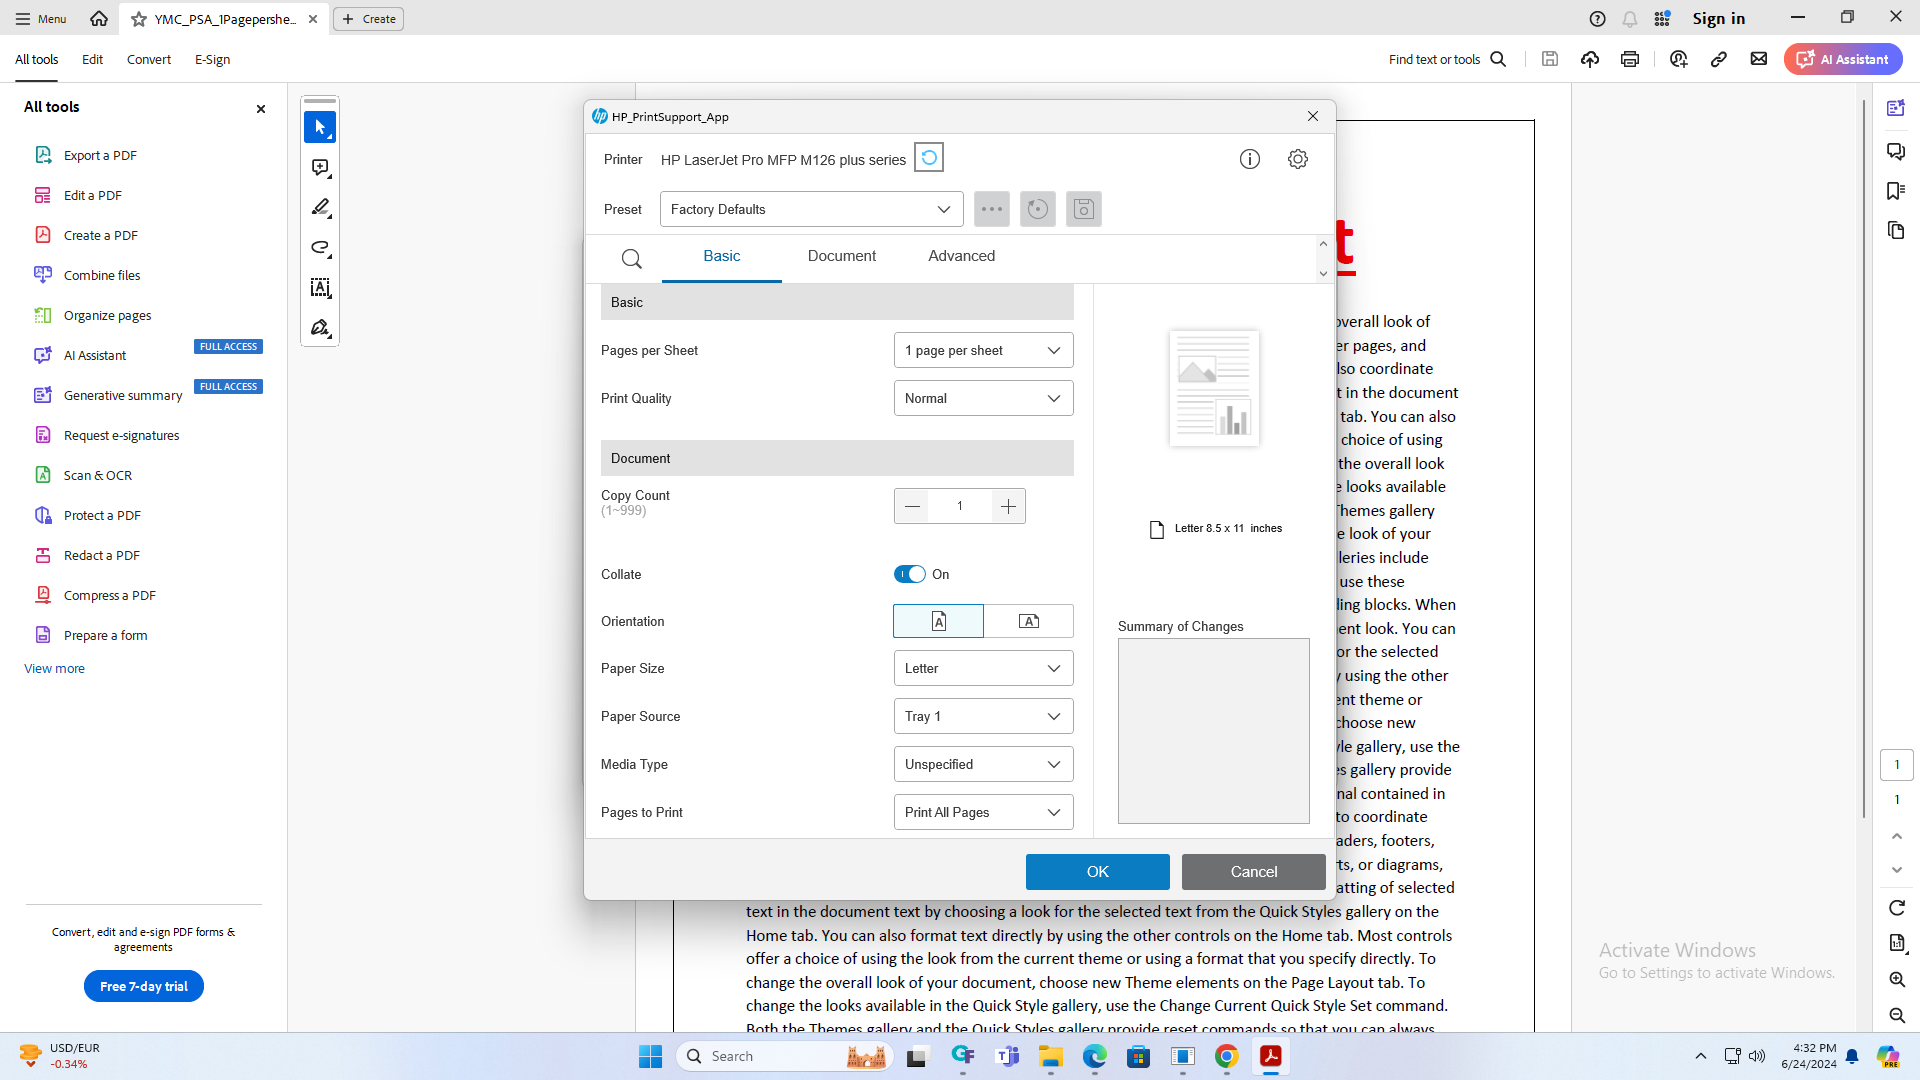 Menu
YMC_PSA_1Pagepershe...
Create
Sign in
All tools
Edit
Convert
E-Sign
Find text or tools
AI Assistant
All tools
Export a PDF
Edit a PDF
Create a PDF
Combine files
Organize pages
AI Assistant
FULL ACCESS
Generative summary
FULL ACCESS
Request e-signatures
Scan & OCR
Protect a PDF
Redact a PDF
Compress a PDF
Prepare a form
View more
Convert, edit and e-sign PDF forms &
agreements
Free 7-day trial
HP_PrintSupport_App
Printer
HP LaserJet Pro MFP M126 plus series
Preset
Factory Defaults
Basic
Document
Advanced
Basic
Pages per Sheet
1 page per sheet
Print Quality
Normal
Document
Copy Count
(1~999)
1
Collate
On
Orientation
Paper Size
Letter
Paper Source
Tray 1
Media Type
Unspecified
Pages to Print
Print All Pages
Letter 8.5 x 11 inches
Summary of Changes
OK
Cancel
t
overall look of
er pages, and
lso coordinate
t in the document
tab. You can also
choice of using
the overall look
e looks available
Themes gallery
e look of your
lleries include
use these
ding blocks. When
ent look. You can
or the selected
y using the other
ent theme or
choose new
yle gallery, use the
es gallery provide
nal contained in
to coordinate
aders, footers,
rts, or diagrams,
atting of selected
text in the document text by choosing a look for the selected text from the Quick Styles gallery on the
Home tab. You can also format text directly by using the other controls on the Home tab. Most controls
offer a choice of using the look from the current theme or using a format that you specify directly. To
change the overall look of your document, choose new Theme elements on the Page Layout tab. To
change the looks available in the Quick Style gallery, use the Change Current Quick Style Set command.
Both the Themes gallery and the Quick Styles gallery provide reset commands so that you can always
1
1
Activate Windows
Go to Settings to activate Windows.
USD/EUR
-0.34%
Search
4:32 PM
6/24/2024